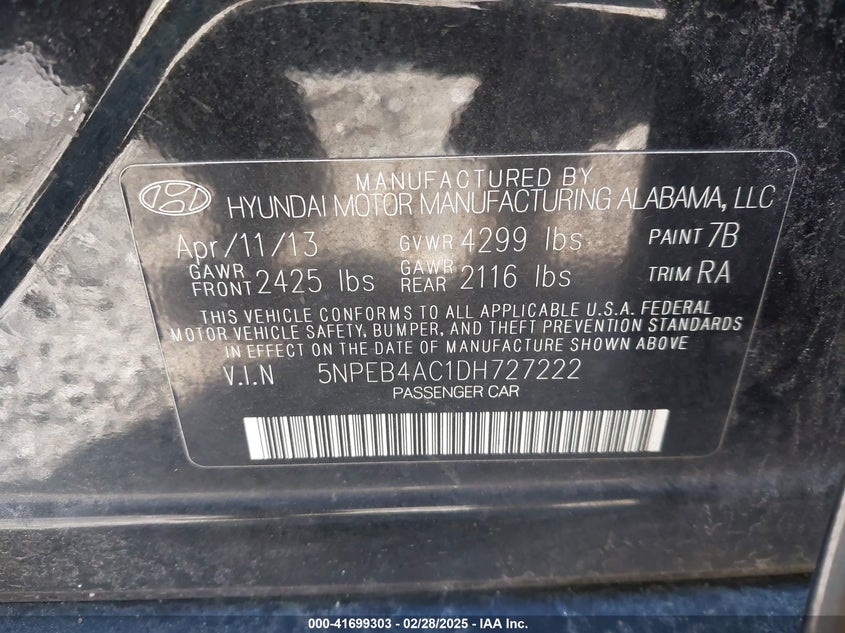 MANUFACTURED BY
HYUNDAI MOTOR MANUFACTURING ALABAMA, LLC
Apr/11/13 GVWR 4299 lbs PAINT 7B
GAWR FRONT 2425 lbs GAWR REAR 2116 lbs TRIM RA
THIS VEHICLE CONFORMS TO ALL APPLICABLE U.S.A. FEDERAL
MOTOR VEHICLE SAFETY, BUMPER, AND THEFT PREVENTION STANDARDS
IN EFFECT ON THE DATE OF MANUFACTURE SHOWN ABOVE
V.I.N 5NPEB4AC1DH727222
PASSENGER CAR
000-41699303 / 02/28/2025 - IAA Inc.